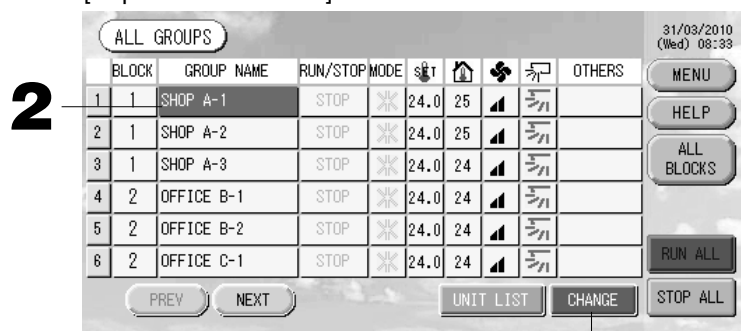 ALL GROUPS
31/03/2010
(Wed) 08:33
BLOCK GROUP NAME RUN/STOP MODE SET OTHERS
MENU
2
1 1 SHOP A-1 STOP 24.0 25
HELP
2 1 SHOP A-2 STOP 24.0 25
ALL
BLOCKS
3 1 SHOP A-3 STOP 24.0 24
4 2 OFFICE B-1 STOP 24.0 24
5 2 OFFICE B-2 STOP 24.0 24
6 2 OFFICE C-1 STOP 24.0 24
RUN ALL
PREV NEXT UNIT LIST CHANGE STOP ALL